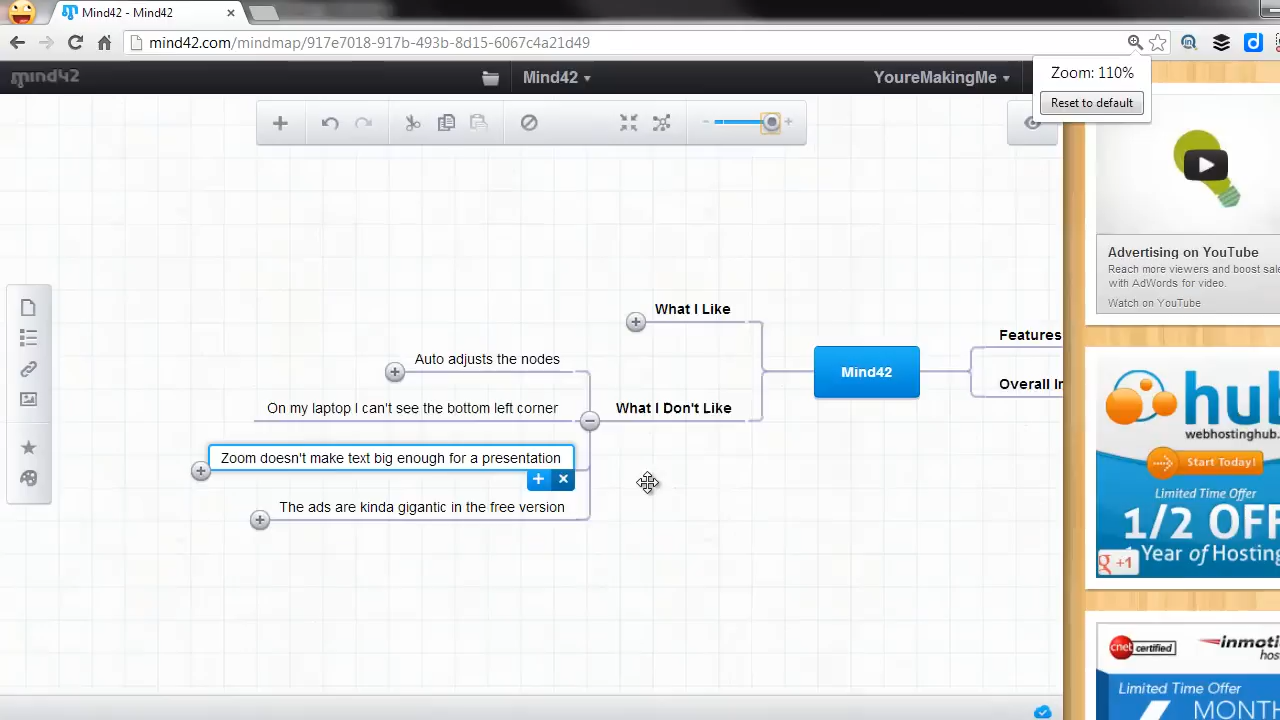 Mind42 - Mind42
mind42.com/mindmap/917e7018-917b-493b-8d15-6067c4a21d49
Zoom: 110%
Reset to default
mind42
Mind42
YoureMakingMe
What I Like
Auto adjusts the nodes
On my laptop I can't see the bottom left corner
What I Don't Like
Zoom doesn't make text big enough for a presentation
The ads are kinda gigantic in the free version
Mind42
Features
Overall In
Advertising on YouTube
Reach more viewers and boost sale
with AdWords for video.
Watch on YouTube
hub
webhostinghub.
Start Today!
Limited Time Offer
1/2 OFF
1 Year of Hosting
g +1
cnet certified
inmoti
hos
Limited Time Offer
MONTH